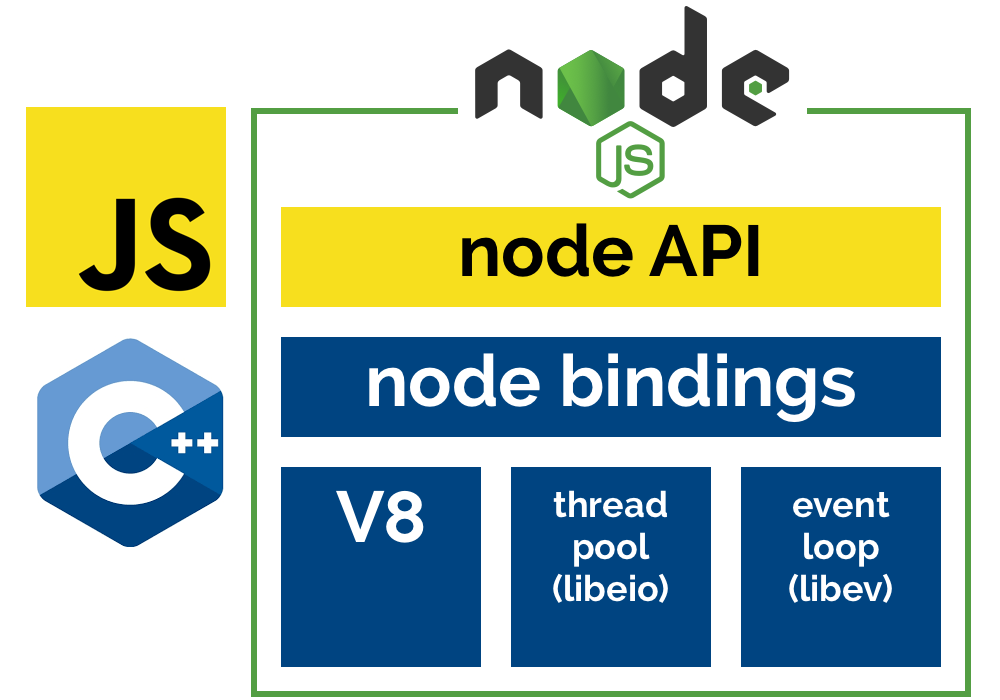 node
JS
JS
node API
node bindings
C++
V8
thread
pool
(libeio)
event
loop
(libev)